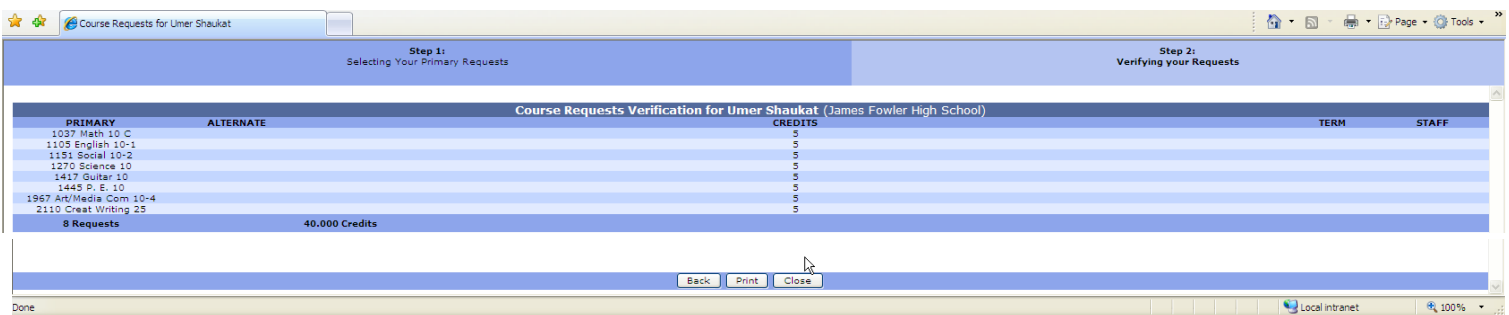 Course Requests for Umer Shaukat
Page Tools »
Step 1:
Selecting Your Primary Requests
Step 2:
Verifying your Requests
Course Requests Verification for Umer Shaukat (James Fowler High School)
PRIMARY ALTERNATE CREDITS TERM STAFF
1037 Math 10 C 5
1105 English 10-1 5
1151 Social 10-2 5
1270 Science 10 5
1417 Guitar 10 5
1445 P. E. 10 5
1967 Art/Media Com 10-4 5
2110 Creat Writing 25 5
8 Requests 40.000 Credits
Back Print Close
Done Local intranet 100%